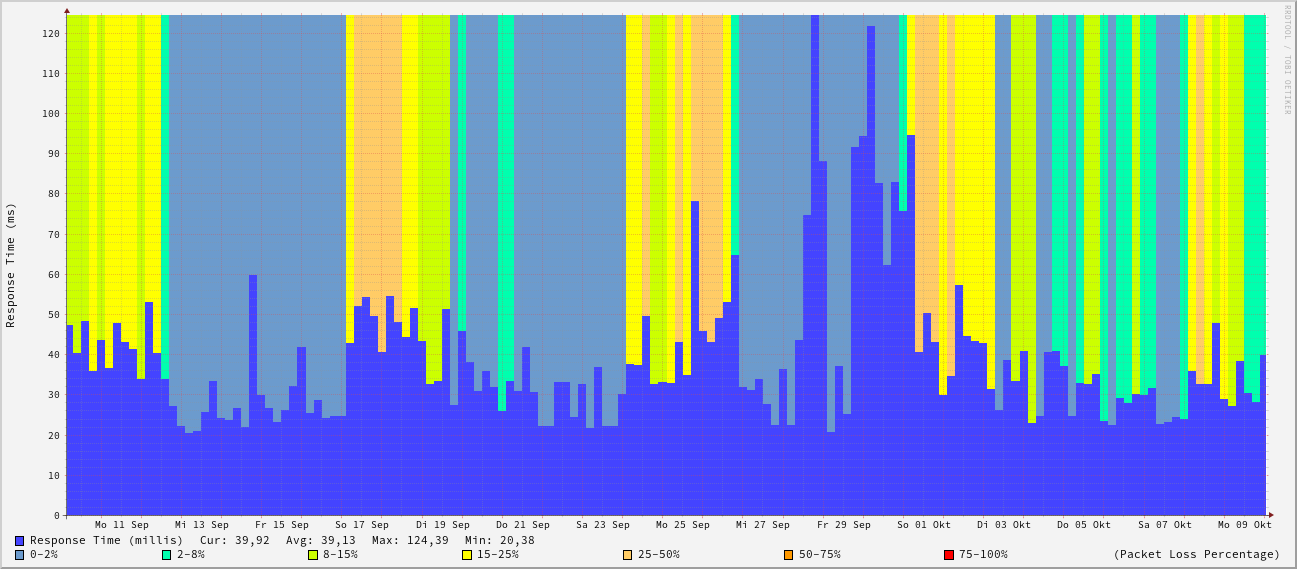 RRDTOOL / TOBI OETIKER
Response Time (ms)
120
110
100
90
80
70
60
50
40
30
20
10
0
Mo 11 Sep Mi 13 Sep Fr 15 Sep So 17 Sep Di 19 Sep Do 21 Sep Sa 23 Sep Mo 25 Sep Mi 27 Sep Fr 29 Sep So 01 Okt Di 03 Okt Do 05 Okt Sa 07 Okt Mo 09 Okt
Response Time (millis) Cur: 39,92 Avg: 39,13 Max: 124,39 Min: 20,38
0-2% 2-8% 8-15% 15-25% 25-50% 50-75% 75-100% (Packet Loss Percentage)